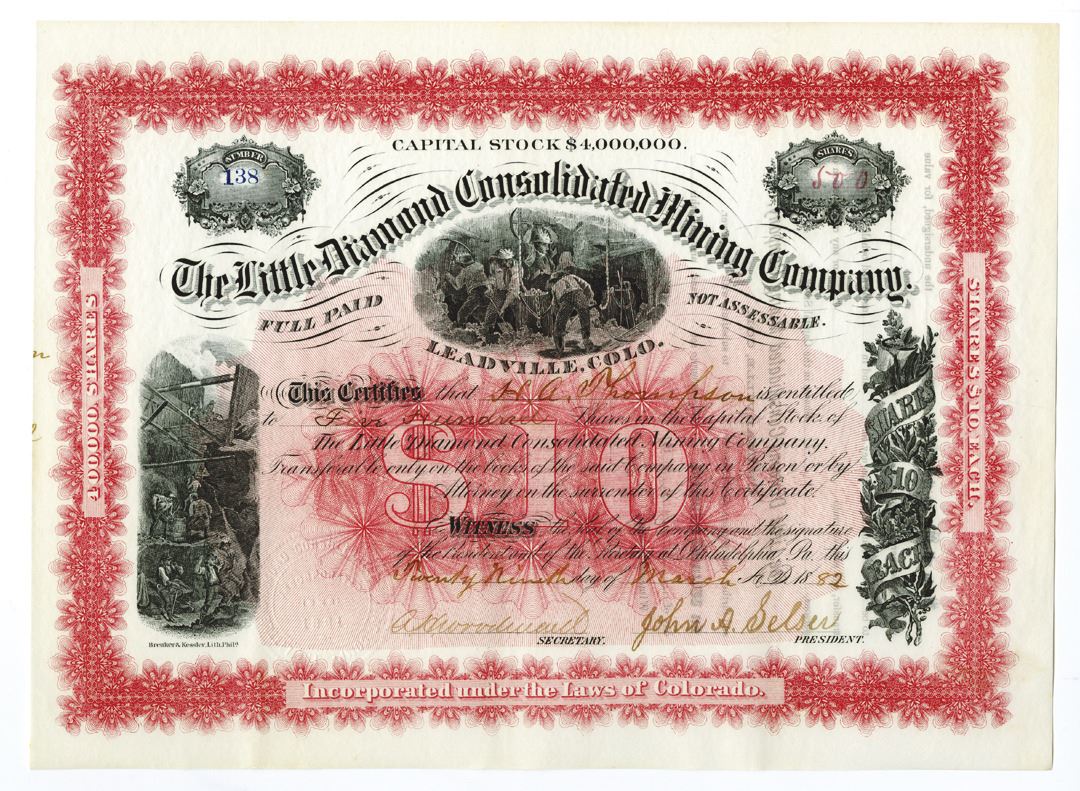 CAPITAL STOCK $4,000,000.
NUMBER
138
SHARES
500
The Little Diamond Consolidated Mining Company.
FULL PAID
NOT ASSESSABLE.
LEADVILLE, COLO.
400,000 SHARES
SHARES $10 EACH.
This Certifies that H. A. Thompson is entitled
to Five Hundred Shares in the Capital Stock of
The Little Diamond Consolidated Mining Company.
Transferable only on the books of the said Company in Person or by
Attorney on the surrender of this Certificate.
$10
WITNESS the Seal of the Company and the signature
of the President and of the Secretary at Philadelphia, Pa. this
Twenty Ninth day of March A.D. 1882
SHARES
$10
EACH
John A. Selser
SECRETARY.
PRESIDENT.
Breuker & Kessler, Lith, Phila.
Incorporated under the Laws of Colorado.